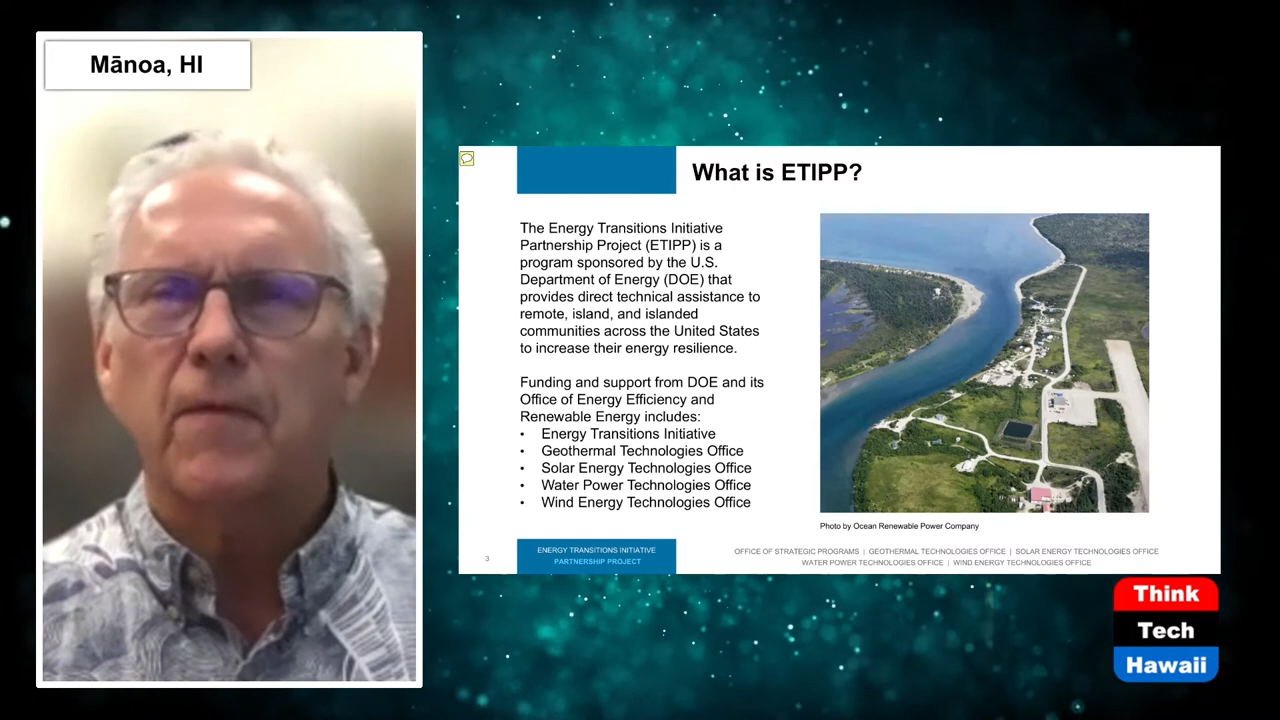 Mānoa, HI
What is ETIPP?
The Energy Transitions Initiative
Partnership Project (ETIPP) is a
program sponsored by the U.S.
Department of Energy (DOE) that
provides direct technical assistance to
remote, island, and islanded
communities across the United States
to increase their energy resilience.
Funding and support from DOE and its
Office of Energy Efficiency and
Renewable Energy includes:
• Energy Transitions Initiative
• Geothermal Technologies Office
• Solar Energy Technologies Office
• Water Power Technologies Office
• Wind Energy Technologies Office
Photo by Ocean Renewable Power Company
3
ENERGY TRANSITIONS INITIATIVE
PARTNERSHIP PROJECT
OFFICE OF STRATEGIC PROGRAMS | GEOTHERMAL TECHNOLOGIES OFFICE | SOLAR ENERGY TECHNOLOGIES OFFICE
WATER POWER TECHNOLOGIES OFFICE | WIND ENERGY TECHNOLOGIES OFFICE
Think
Tech
Hawaii